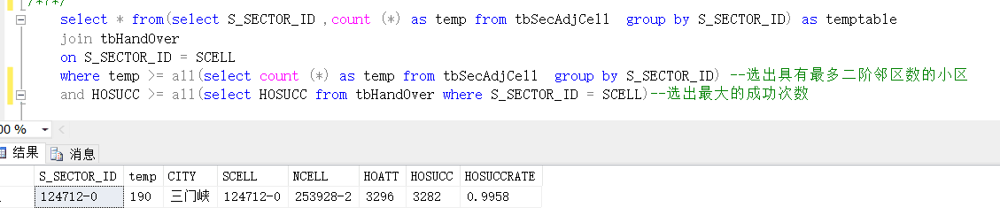 /*7*/
select * from(select S_SECTOR_ID ,count (*) as temp from tbSecAdjCell  group by S_SECTOR_ID) as temptable
join tbHandOver
on S_SECTOR_ID = SCELL
where temp >= all(select count (*) as temp from tbSecAdjCell  group by S_SECTOR_ID) --选出具有最多二阶邻区数的小区
and HOSUCC >= all(select HOSUCC from tbHandOver where S_SECTOR_ID = SCELL)--选出最大的成功次数
00 %
结果 消息
S_SECTOR_ID temp CITY SCELL NCELL HOATT HOSUCC HOSUCCRATE
124712-0 190 三门峡 124712-0 253928-2 3296 3282 0.9958